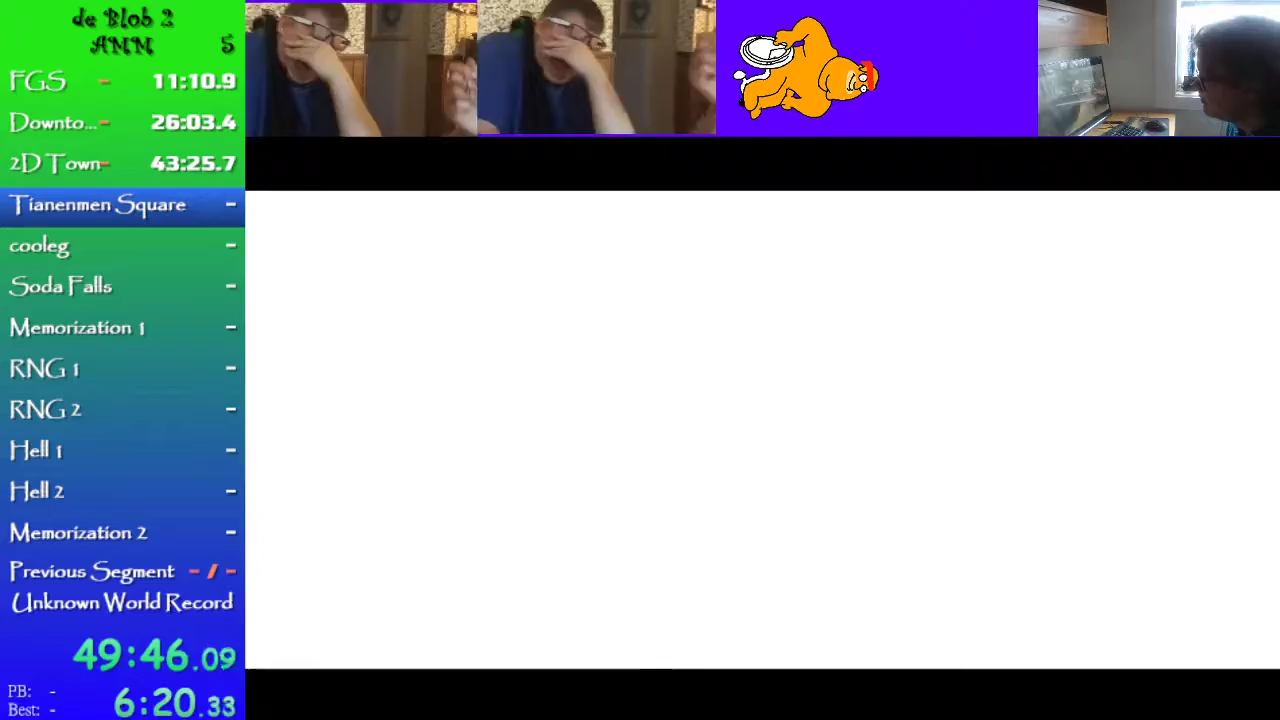 de Blob 2
ANN 5
FGS - 11:10.9
Downto... - 26:03.4
2D Town - 43:25.7
Tianenmen Square -
cooleg -
Soda Falls -
Memorization 1 -
RNG 1 -
RNG 2 -
Hell 1 -
Hell 2 -
Memorization 2 -
Previous Segment - / -
Unknown World Record
49:46.09
PB: -
Best: - 6:20.33